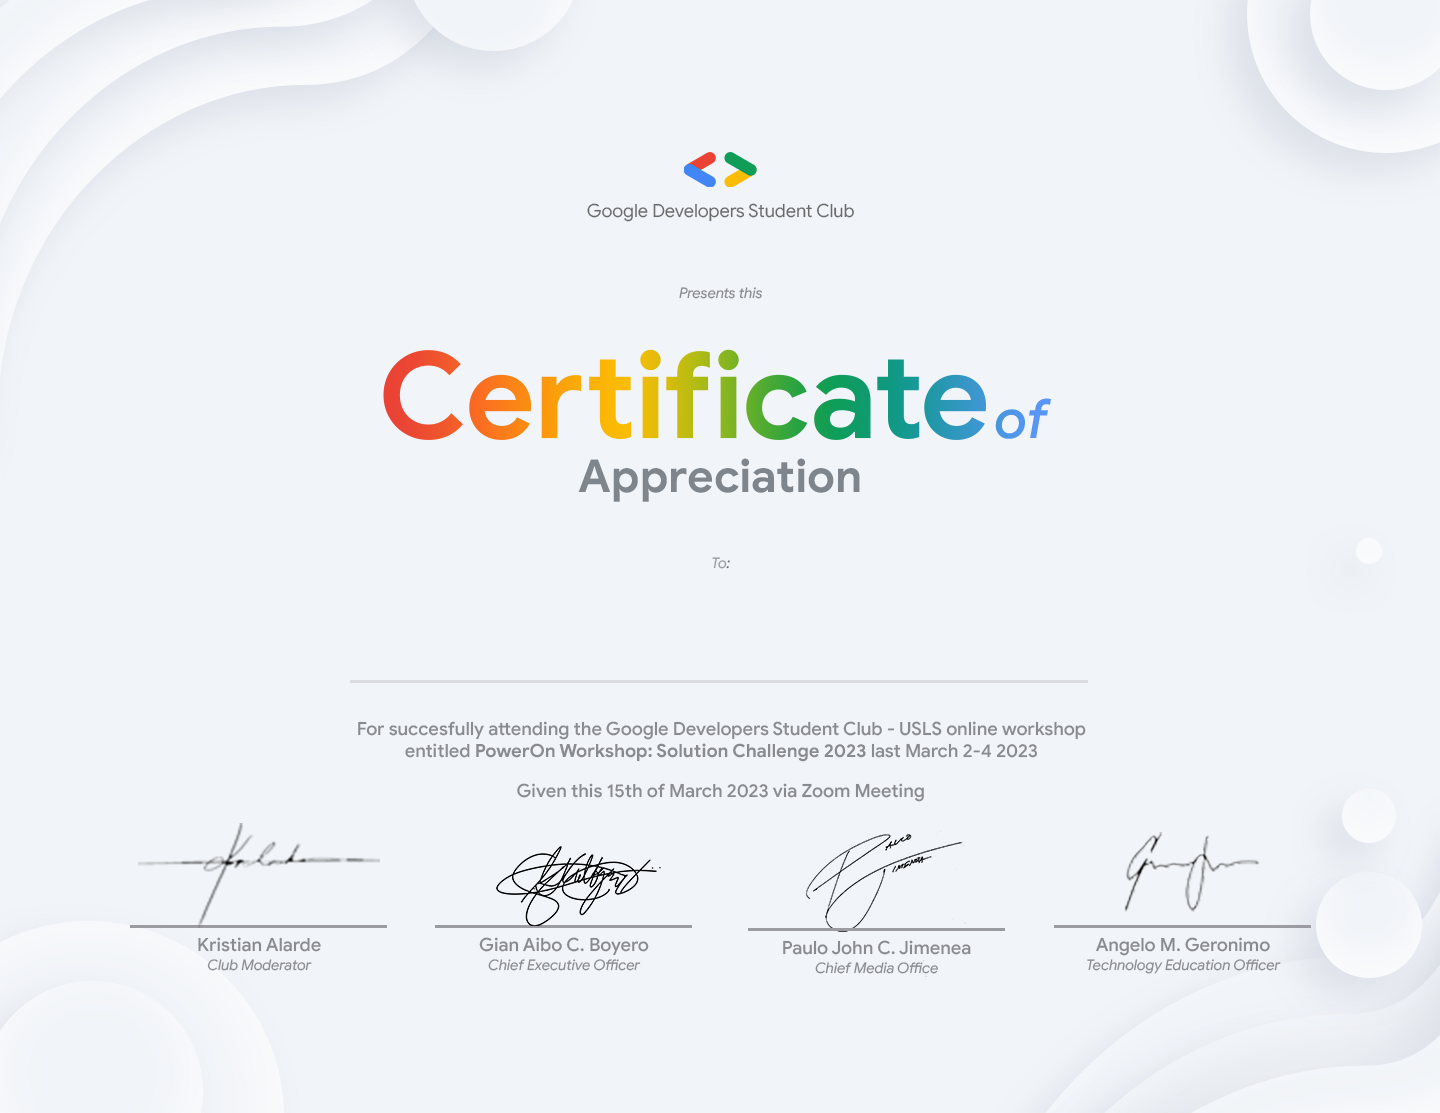 Google Developers Student Club
Presents this
Certificate of
Appreciation
To:
For succesfully attending the Google Developers Student Club - USLS online workshop
entitled PowerOn Workshop: Solution Challenge 2023 last March 2-4 2023
Given this 15th of March 2023 via Zoom Meeting
PAULO
JIMENEA
Kristian Alarde
Club Moderator
Gian Aibo C. Boyero
Chief Executive Officer
Paulo John C. Jimenea
Chief Media Office
Angelo M. Geronimo
Technology Education Officer